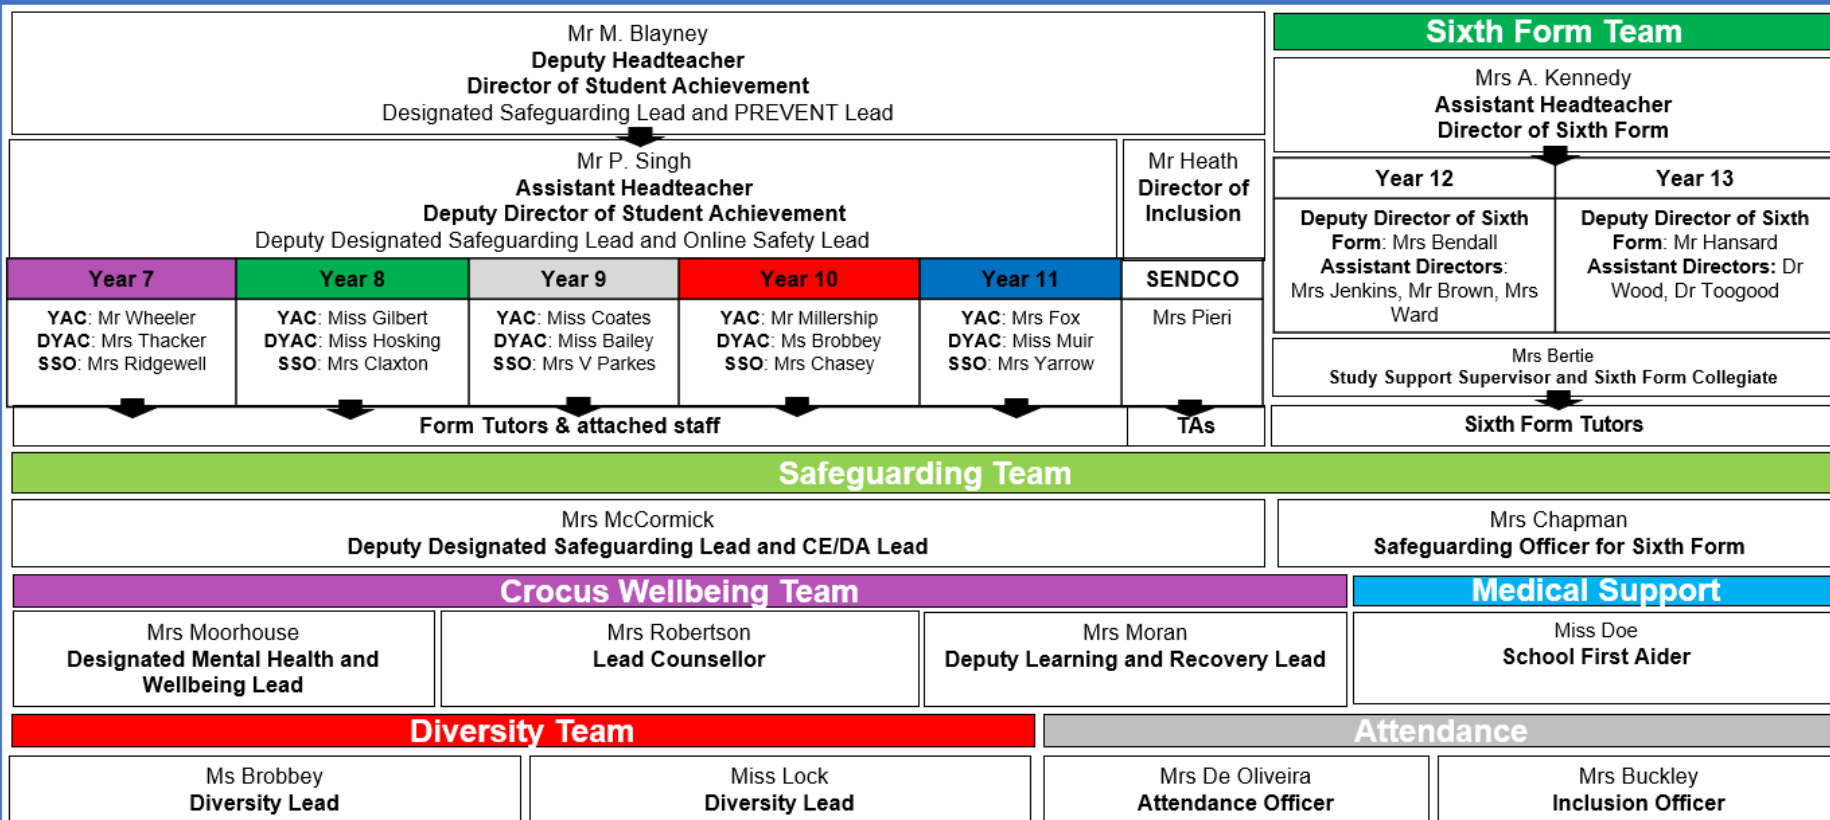 Mr M. Blayney
Deputy Headteacher
Director of Student Achievement
Designated Safeguarding Lead and PREVENT Lead
Mr P. Singh
Assistant Headteacher
Deputy Director of Student Achievement
Deputy Designated Safeguarding Lead and Online Safety Lead
Mr Heath
Director of
Inclusion
Year 7
YAC: Mr Wheeler
DYAC: Mrs Thacker
SSO: Mrs Ridgewell
Year 8
YAC: Miss Gilbert
DYAC: Miss Hosking
SSO: Mrs Claxton
Year 9
YAC: Miss Coates
DYAC: Miss Bailey
SSO: Mrs V Parkes
Year 10
YAC: Mr Millership
DYAC: Ms Brobbey
SSO: Mrs Chasey
Year 11
YAC: Mrs Fox
DYAC: Miss Muir
SSO: Mrs Yarrow
SENDCO
Mrs Pieri
Form Tutors & attached staff
TAs
Sixth Form Team
Mrs A. Kennedy
Assistant Headteacher
Director of Sixth Form
Year 12
Deputy Director of Sixth
Form: Mrs Bendall
Assistant Directors:
Mrs Jenkins, Mr Brown, Mrs
Ward
Year 13
Deputy Director of Sixth
Form: Mr Hansard
Assistant Directors: Dr
Wood, Dr Toogood
Mrs Bertie
Study Support Supervisor and Sixth Form Collegiate
Sixth Form Tutors
Safeguarding Team
Mrs McCormick
Deputy Designated Safeguarding Lead and CE/DA Lead
Mrs Chapman
Safeguarding Officer for Sixth Form
Crocus Wellbeing Team
Mrs Moorhouse
Designated Mental Health and
Wellbeing Lead
Mrs Robertson
Lead Counsellor
Mrs Moran
Deputy Learning and Recovery Lead
Medical Support
Miss Doe
School First Aider
Diversity Team
Ms Brobbey
Diversity Lead
Miss Lock
Diversity Lead
Attendance
Mrs De Oliveira
Attendance Officer
Mrs Buckley
Inclusion Officer